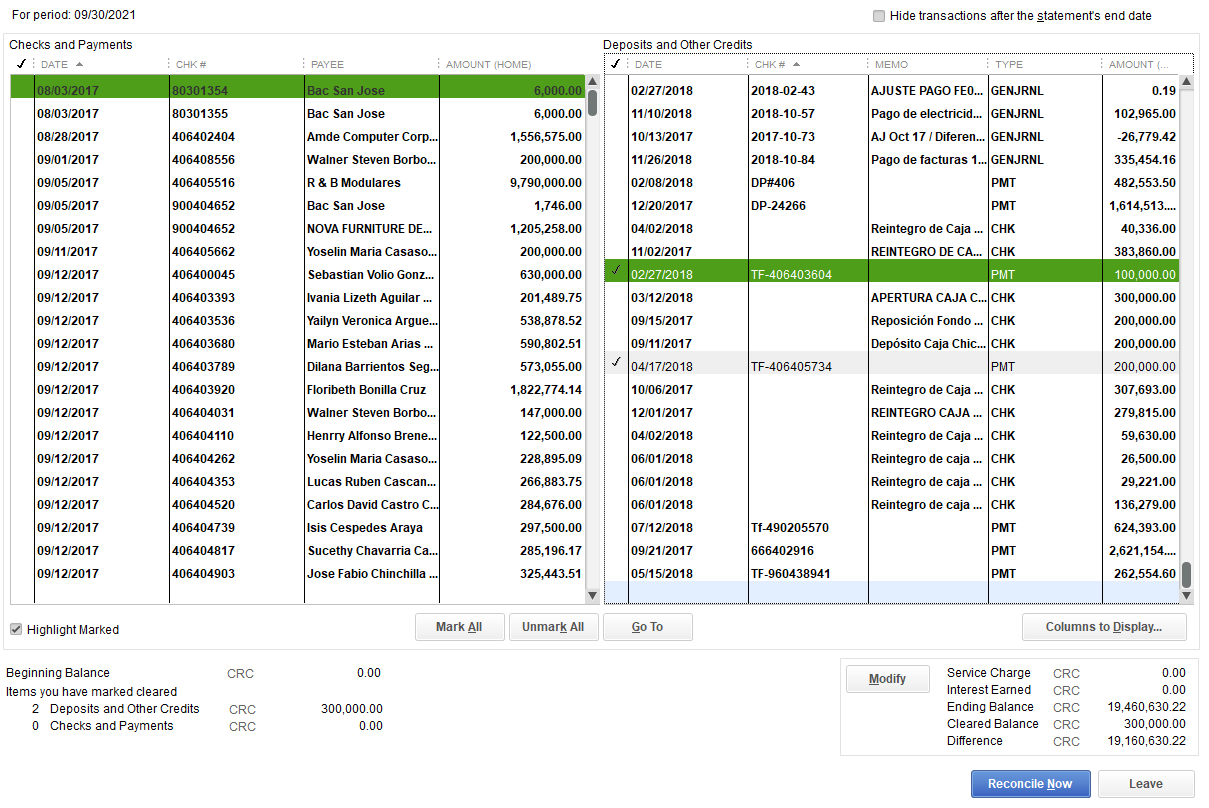 For period: 09/30/2021
Hide transactions after the statement's end date
Checks and Payments
✓ DATE CHK # PAYEE AMOUNT (HOME)
08/03/2017 80301354 Bac San Jose 6,000.00
08/03/2017 80301355 Bac San Jose 6,000.00
08/28/2017 406402404 Amde Computer Corp... 1,556,575.00
09/01/2017 406408556 Walner Steven Borbo... 200,000.00
09/05/2017 406405516 R & B Modulares 9,790,000.00
09/05/2017 900404652 Bac San Jose 1,746.00
09/05/2017 900404652 NOVA FURNITURE DE... 1,205,258.00
09/11/2017 406405662 Yoselin Maria Casaso... 200,000.00
09/12/2017 406400045 Sebastian Volio Gonz... 630,000.00
09/12/2017 406403393 Ivania Lizeth Aguilar ... 201,489.75
09/12/2017 406403536 Yailyn Veronica Argue... 538,878.52
09/12/2017 406403680 Mario Esteban Arias ... 590,802.51
09/12/2017 406403789 Dilana Barrientos Seg... 573,055.00
09/12/2017 406403920 Floribeth Bonilla Cruz 1,822,774.14
09/12/2017 406404031 Walner Steven Borbo... 147,000.00
09/12/2017 406404110 Henrry Alfonso Brene... 122,500.00
09/12/2017 406404262 Yoselin Maria Casaso... 228,895.09
09/12/2017 406404353 Lucas Ruben Cascan... 266,883.75
09/12/2017 406404520 Carlos David Castro C... 284,676.00
09/12/2017 406404739 Isis Cespedes Araya 297,500.00
09/12/2017 406404817 Sucethy Chavarria Ca... 285,196.17
09/12/2017 406404903 Jose Fabio Chinchilla ... 325,443.51
Deposits and Other Credits
✓ DATE CHK # MEMO TYPE AMOUNT (...
02/27/2018 2018-02-43 AJUSTE PAGO FE0... GENJRNL 0.19
11/10/2018 2018-10-57 Pago de electricid... GENJRNL 102,965.00
10/13/2017 2017-10-73 AJ Oct 17 / Diferen... GENJRNL -26,779.42
11/26/2018 2018-10-84 Pago de facturas 1... GENJRNL 335,454.16
02/08/2018 DP#406 PMT 482,553.50
12/20/2017 DP-24266 PMT 1,614,513....
04/02/2018 Reintegro de Caja ... CHK 40,336.00
11/02/2017 REINTEGRO DE CA... CHK 383,860.00
✓ 02/27/2018 TF-406403604 PMT 100,000.00
03/12/2018 APERTURA CAJA C... CHK 300,000.00
09/15/2017 Reposición Fondo ... CHK 200,000.00
09/11/2017 Depósito Caja Chic... CHK 200,000.00
✓ 04/17/2018 TF-406405734 PMT 200,000.00
10/06/2017 Reintegro de Caja ... CHK 307,693.00
12/01/2017 REINTEGRO CAJA ... CHK 279,815.00
04/02/2018 Reintegro de Caja ... CHK 59,630.00
06/01/2018 Reintegro de caja ... CHK 26,500.00
06/01/2018 Reintegro de caja ... CHK 29,221.00
06/01/2018 Reintegro de caja ... CHK 136,279.00
07/12/2018 Tf-490205570 PMT 624,393.00
09/21/2017 666402916 PMT 2,621,154....
05/15/2018 TF-960438941 PMT 262,554.60
Highlight Marked
Mark All
Unmark All
Go To
Columns to Display...
Beginning Balance CRC 0.00
Items you have marked cleared
2 Deposits and Other Credits CRC 300,000.00
0 Checks and Payments CRC 0.00
Modify
Service Charge CRC 0.00
Interest Earned CRC 0.00
Ending Balance CRC 19,460,630.22
Cleared Balance CRC 300,000.00
Difference CRC 19,160,630.22
Reconcile Now
Leave